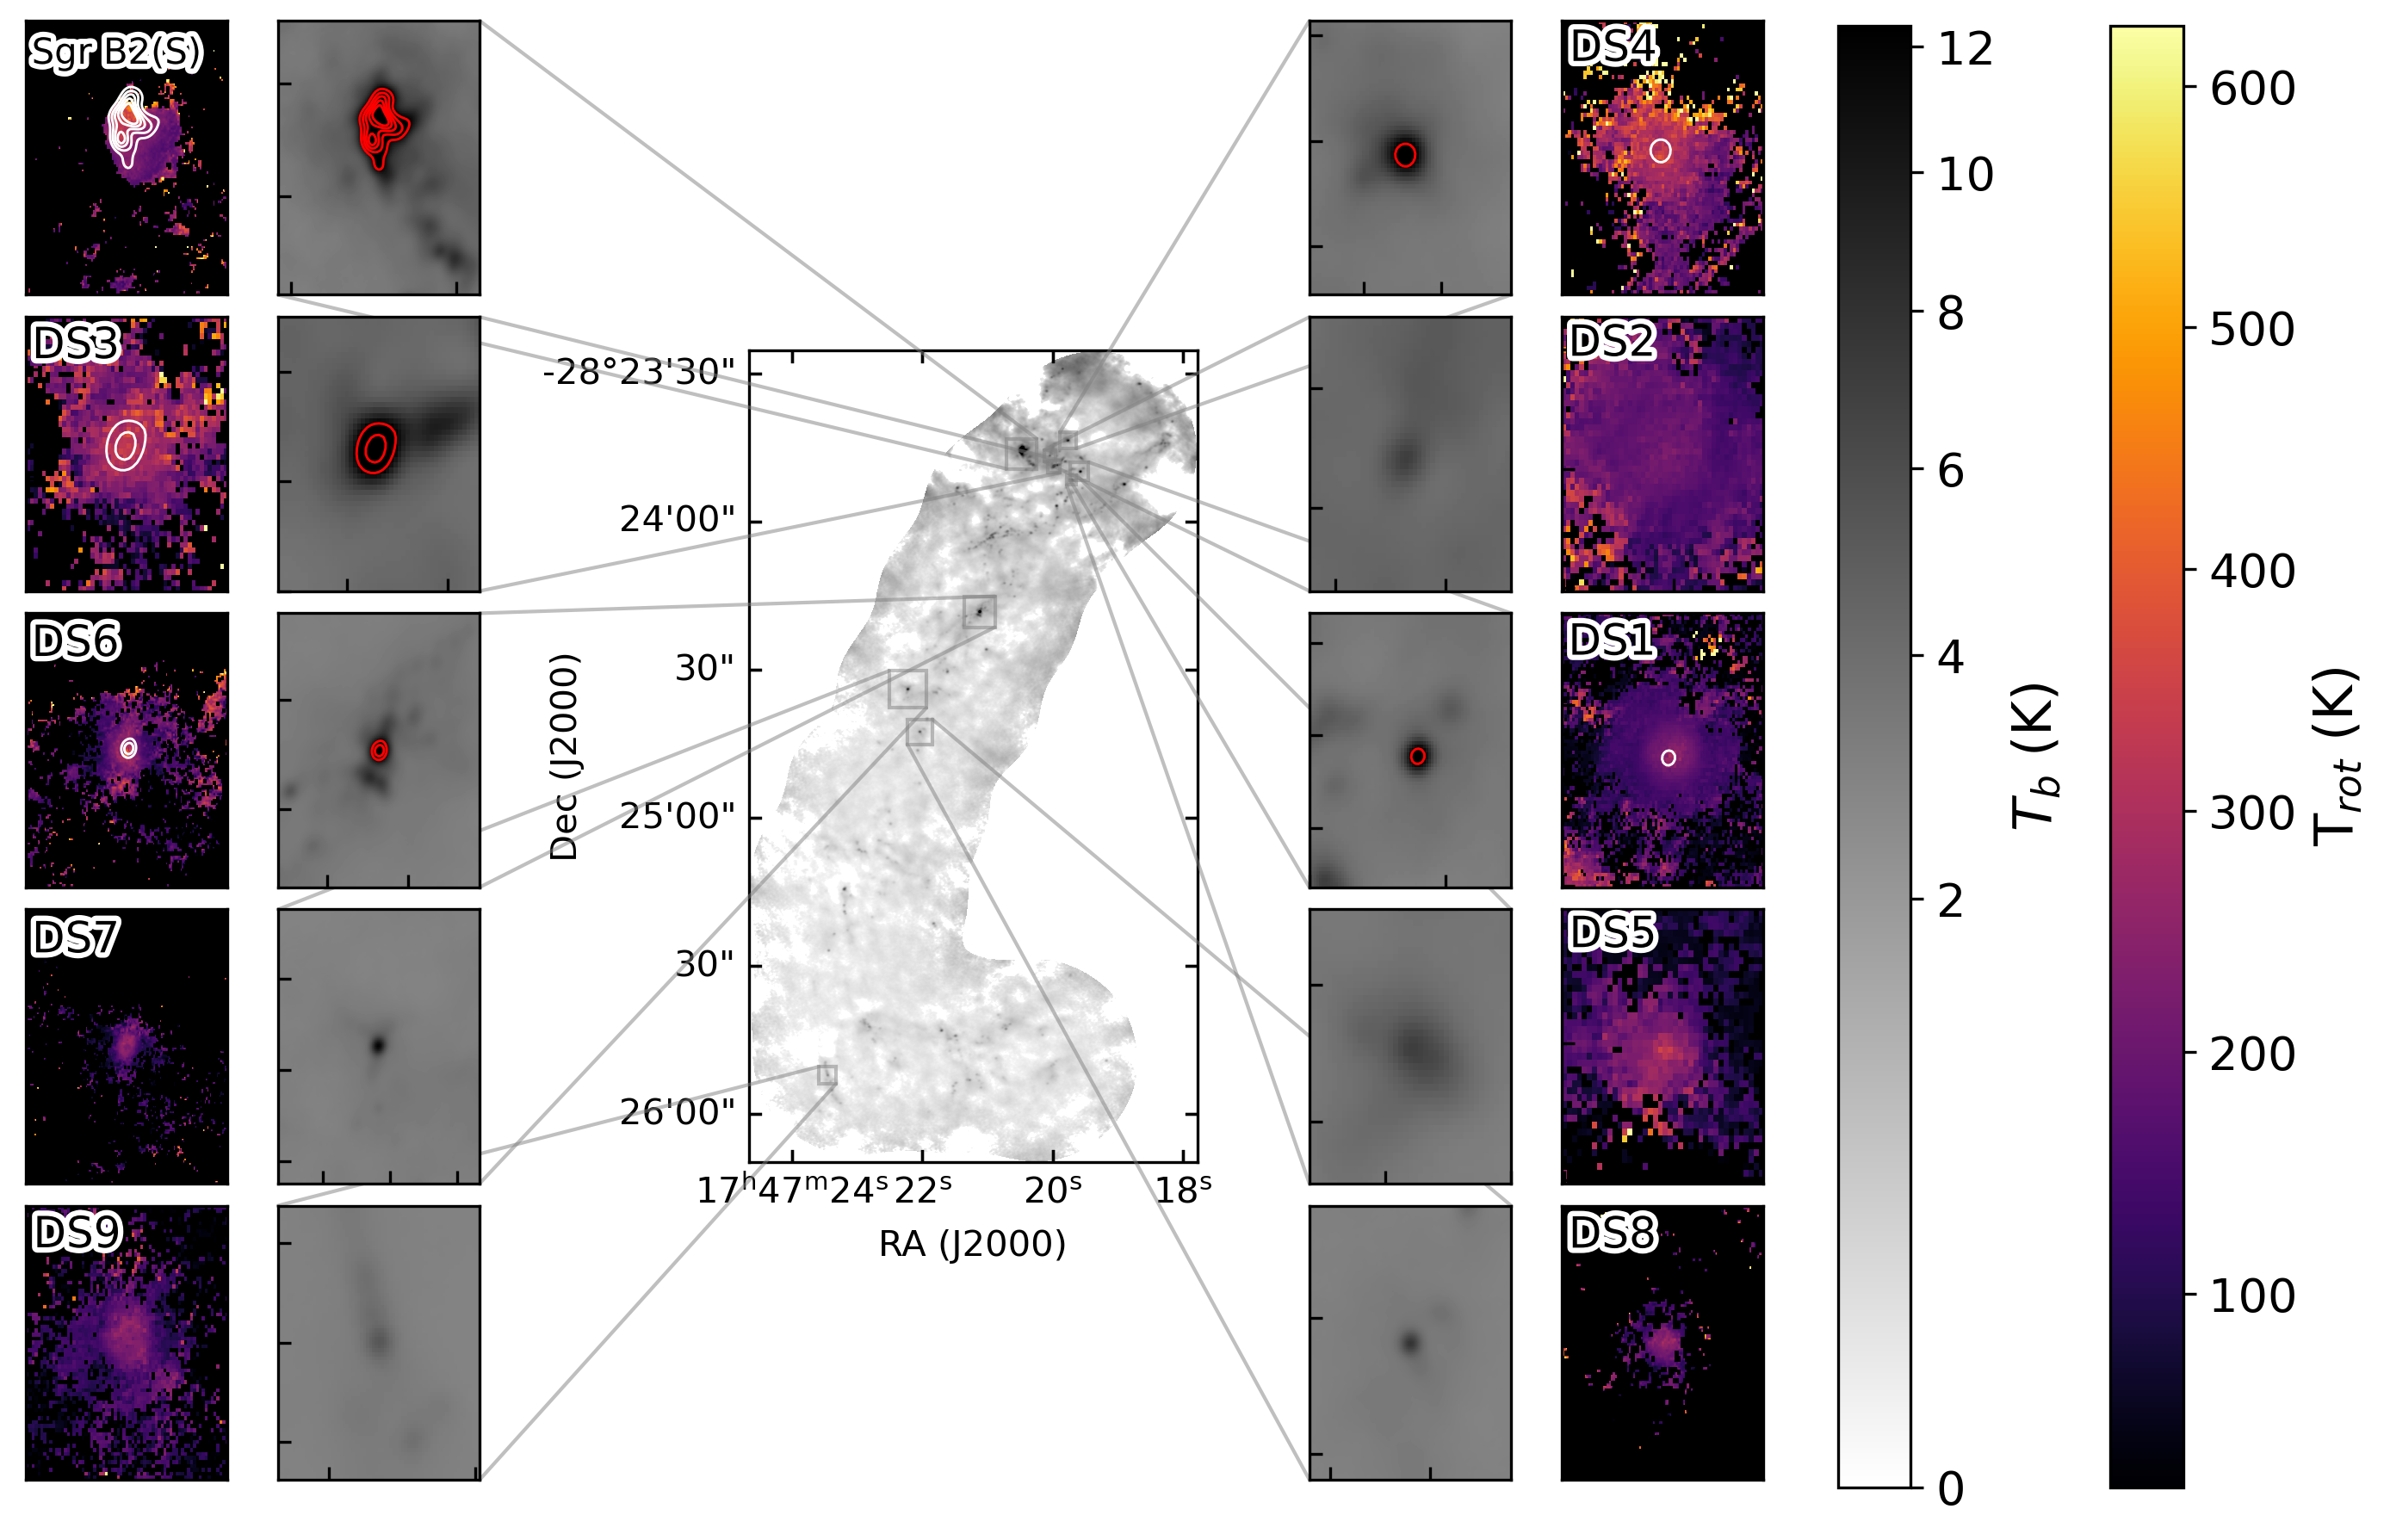 Sgr B2(S)
DS3
DS6
DS7
DS9
-28°23'30"
24'00"
30"
25'00"
30"
26'00"
Dec (J2000)
17ʰ47ᵐ24ˢ 22ˢ 20ˢ 18ˢ
RA (J2000)
DS4
DS2
DS1
DS5
DS8
12
10
8
6
4
2
0
T_b (K)
600
500
400
300
200
100
T_rot (K)